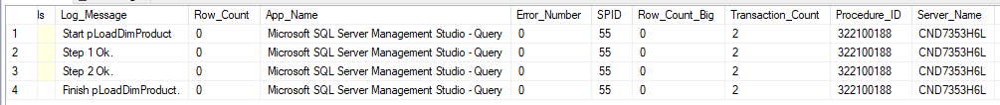 ls Log_Message Row_Count App_Name Error_Number SPID Row_Count_Big Transaction_Count Procedure_ID Server_Name
1 Start pLoadDimProduct 0 Microsoft SQL Server Management Studio - Query 0 55 0 2 322100188 CND7353H6L
2 Step 1 Ok. 0 Microsoft SQL Server Management Studio - Query 0 55 0 2 322100188 CND7353H6L
3 Step 2 Ok. 0 Microsoft SQL Server Management Studio - Query 0 55 0 2 322100188 CND7353H6L
4 Finish pLoadDimProduct. 0 Microsoft SQL Server Management Studio - Query 0 55 0 2 322100188 CND7353H6L